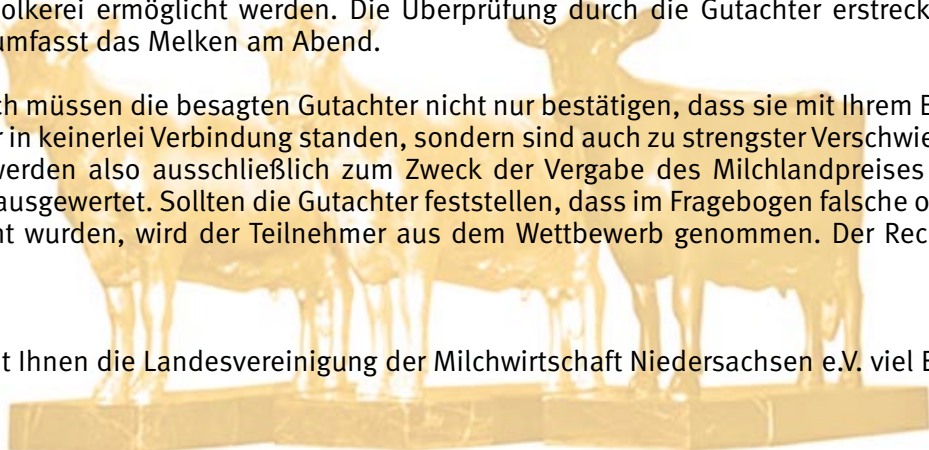 olkerei ermöglicht werden. Die Überprüfung durch die Gutachter erstreck
umfasst das Melken am Abend.
ch müssen die besagten Gutachter nicht nur bestätigen, dass sie mit Ihrem B
r in keinerlei Verbindung standen, sondern sind auch zu strengster Verschwie
werden also ausschließlich zum Zweck der Vergabe des Milchlandpreises
ausgewertet. Sollten die Gutachter feststellen, dass im Fragebogen falsche o
ht wurden, wird der Teilnehmer aus dem Wettbewerb genommen. Der Rec
t Ihnen die Landesvereinigung der Milchwirtschaft Niedersachsen e.V. viel E